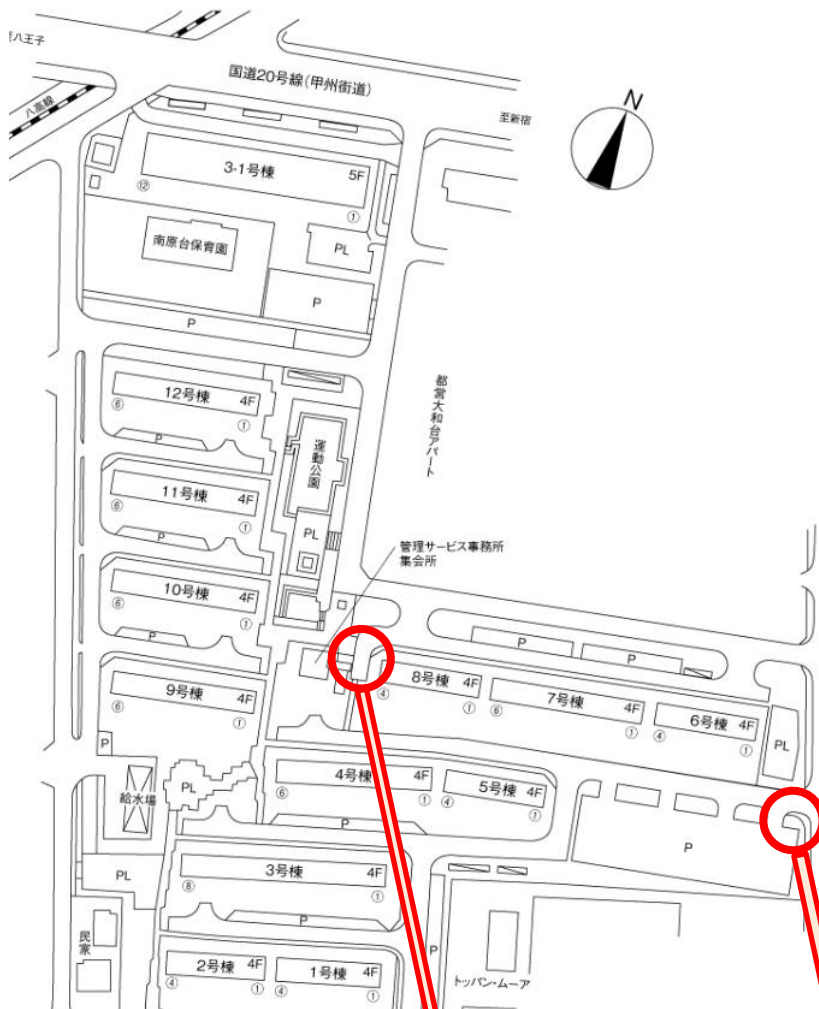 至八王子
国道20号線(甲州街道)
八高線
至新宿
N
3-1号棟 5F
⑫ ①
南原台保育園
PL
P
P
12号棟 4F
⑥ ①
P
都営大和台アパート
運動公園
11号棟 4F
⑥ ①
PL
P
管理サービス事務所
集会所
10号棟 4F
⑥ ①
P
P
P
9号棟 4F
⑥ ①
8号棟 4F
④ ①
7号棟 4F
⑥ ①
6号棟 4F
④ ①
PL
P
4号棟 4F
⑥ ①
5号棟 4F
④ ①
PL
給水場
P
P
3号棟 4F
⑧ ①
PL
P
P
民家
2号棟 4F
④ ①
1号棟 4F
④ ①
トッパン・ムーア